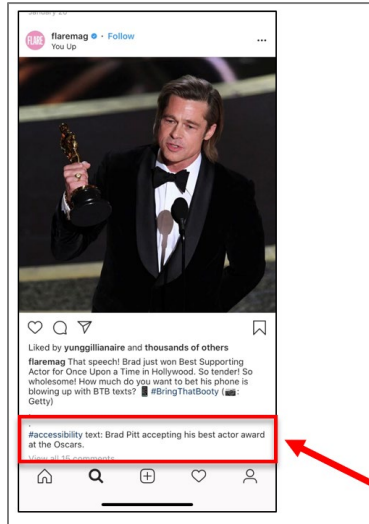 January 28
FLARE
flaremag • Follow
You Up
Liked by yunggillianaire and thousands of others
flaremag That speech! Brad just won Best Supporting
Actor for Once Upon a Time in Hollywood. So tender! So
wholesome! How much do you want to bet his phone is
blowing up with BTB texts? 📱 #BringThatBooty (📷:
Getty)
.
.
#accessibility text: Brad Pitt accepting his best actor award
at the Oscars.
View all 15 comments